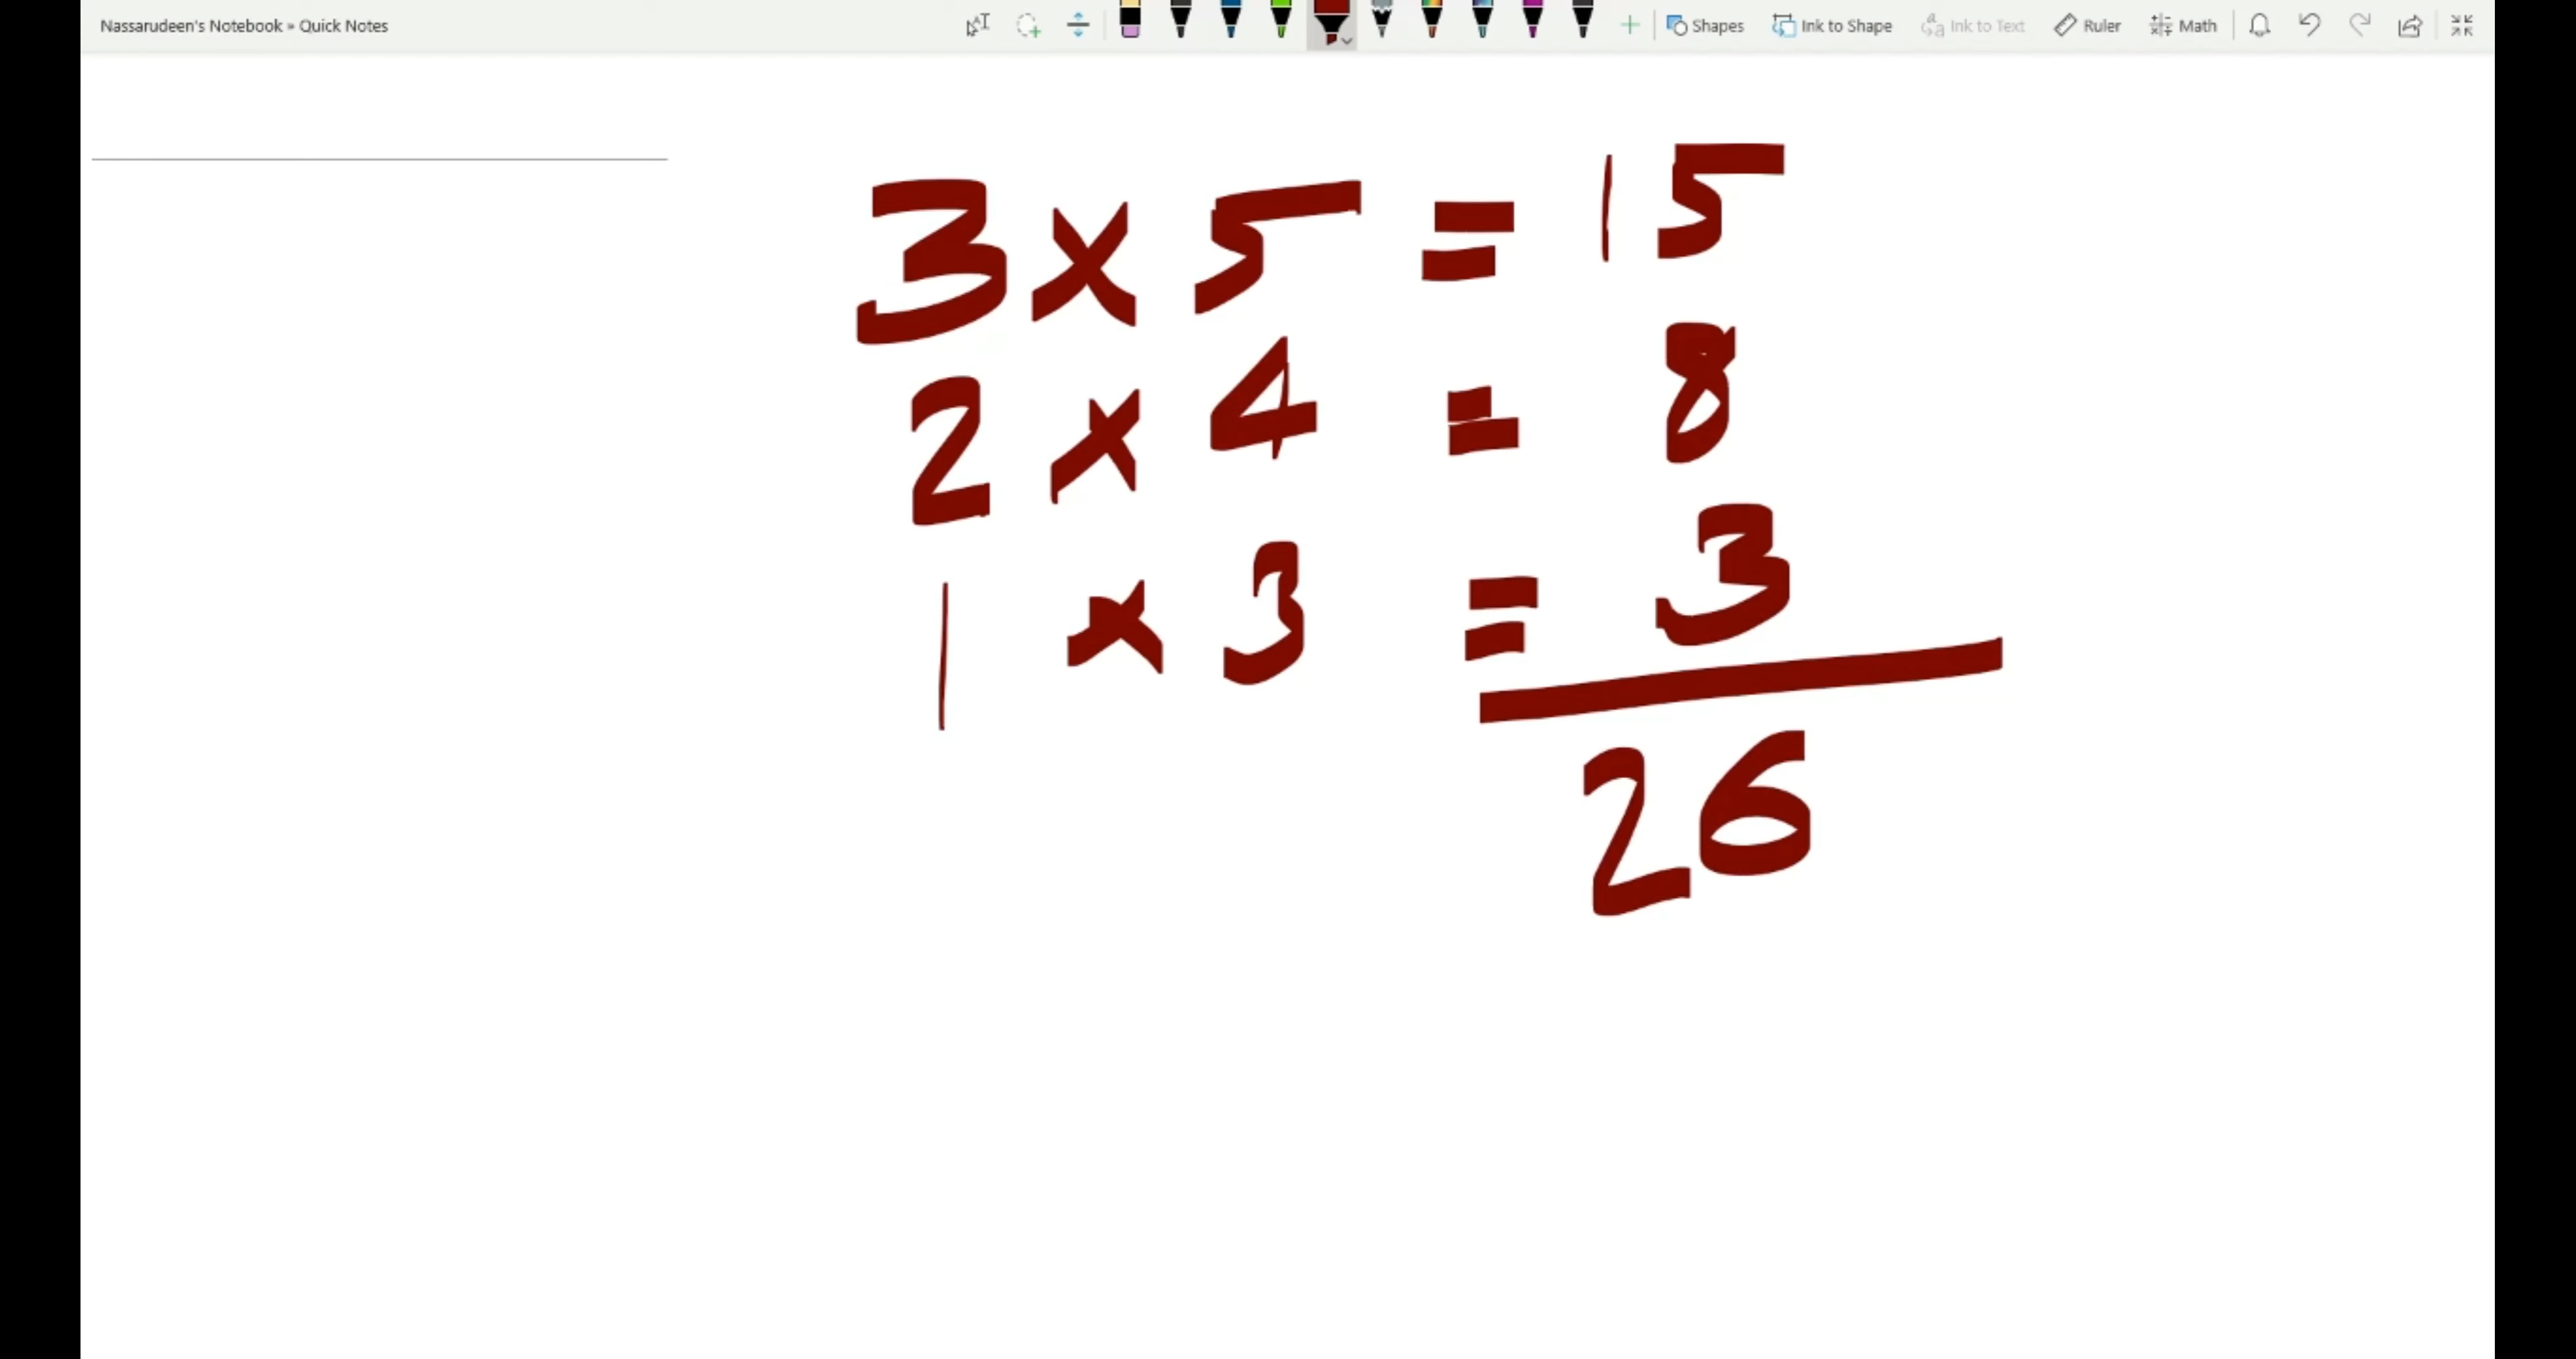 Nassarudeen's Notebook » Quick Notes
Shapes Ink to Shape Ink to Text Ruler Math
3 x 5 = 15
2 x 4 = 8
1 x 3 = 3
26